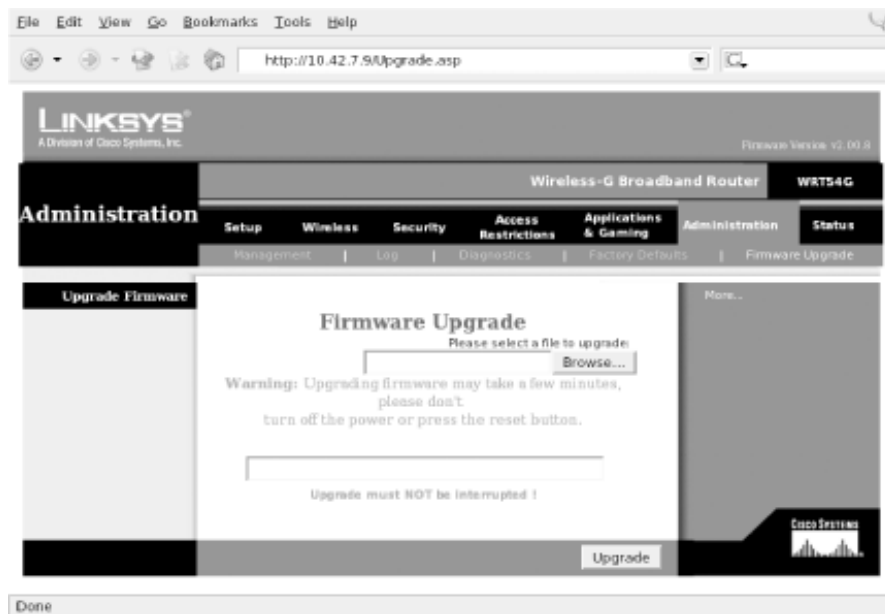 File Edit View Go Bookmarks Tools Help
http://10.42.7.9/Upgrade.asp
LINKSYS®
A Division of Cisco Systems, Inc.
Firmware Version v2.00.8
Wireless-G Broadband Router WRT54G
Administration
Setup Wireless Security Access Restrictions Applications & Gaming Administration Status
Management | Log | Diagnostics | Factory Defaults | Firmware Upgrade
Upgrade Firmware
More...
Firmware Upgrade
Please select a file to upgrade:
Browse...
Warning: Upgrading firmware may take a few minutes,
please don't
turn off the power or press the reset button.
Upgrade must NOT be interrupted !
CISCO SYSTEMS
Upgrade
Done